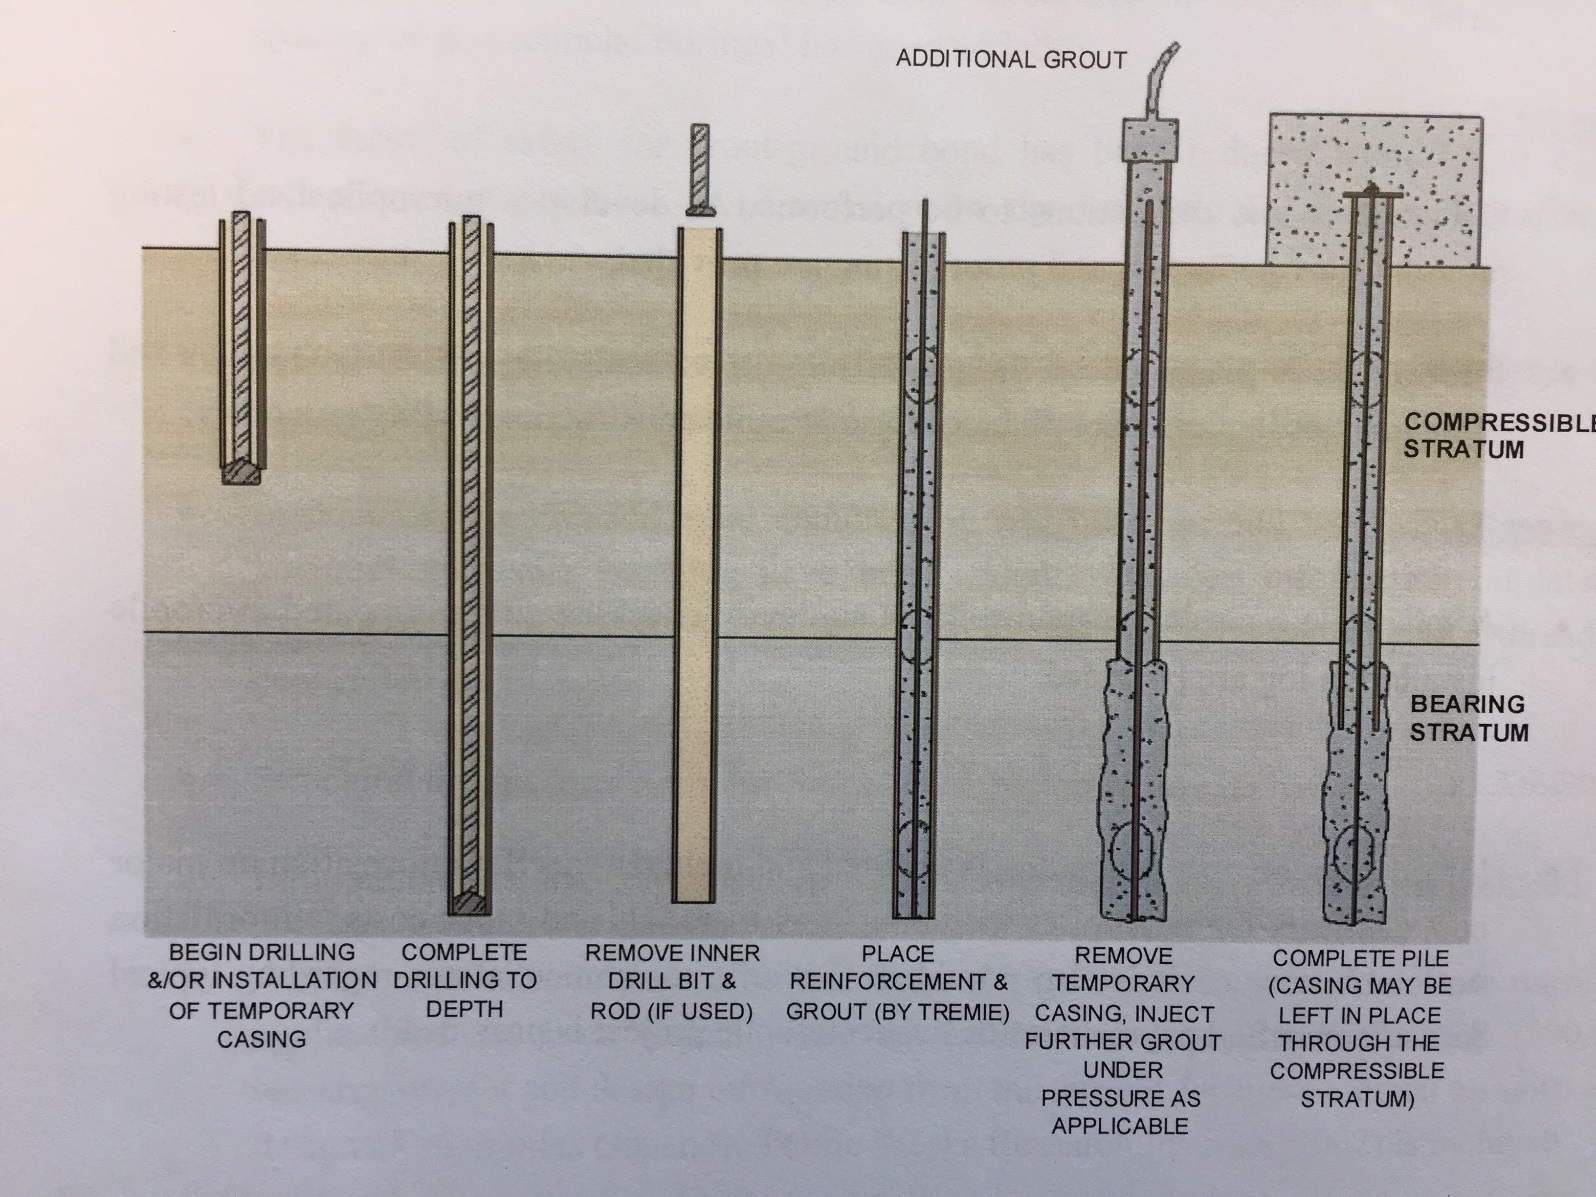 ADDITIONAL GROUT
COMPRESSIBLE
STRATUM
BEARING
STRATUM
BEGIN DRILLING
&/OR INSTALLATION
OF TEMPORARY
CASING
COMPLETE
DRILLING TO
DEPTH
REMOVE INNER
DRILL BIT &
ROD (IF USED)
PLACE
REINFORCEMENT &
GROUT (BY TREMIE)
REMOVE
TEMPORARY
CASING, INJECT
FURTHER GROUT
UNDER
PRESSURE AS
APPLICABLE
COMPLETE PILE
(CASING MAY BE
LEFT IN PLACE
THROUGH THE
COMPRESSIBLE
STRATUM)